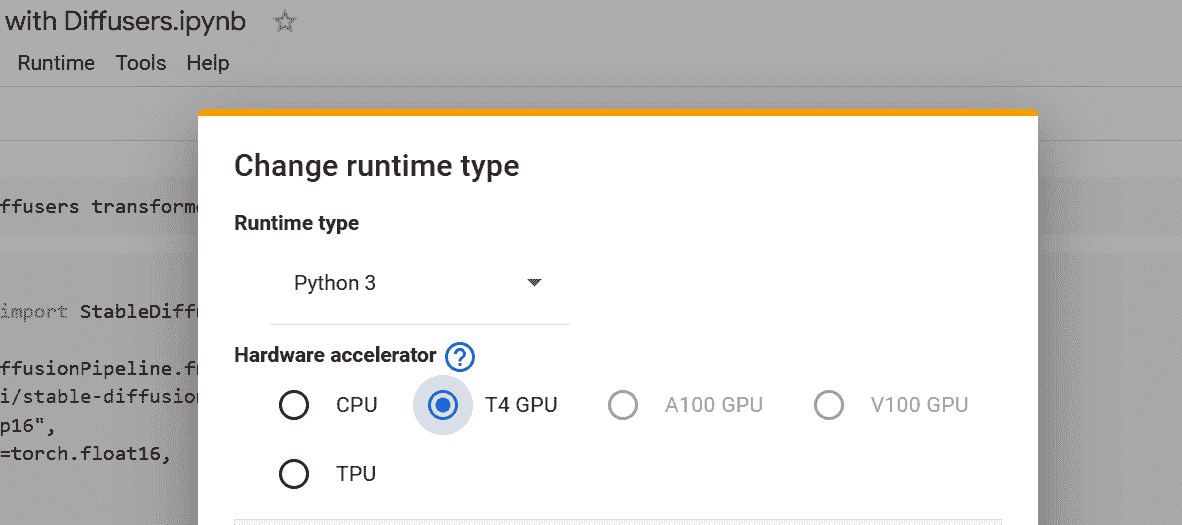 with Diffusers.ipynb
Runtime Tools Help
Change runtime type
Runtime type
ffusers transform
Python 3
import StableDiff
Hardware accelerator ?
ffusionPipeline.f
i/stable-diffusion
CPU T4 GPU A100 GPU V100 GPU
p16",
=torch.float16,
TPU